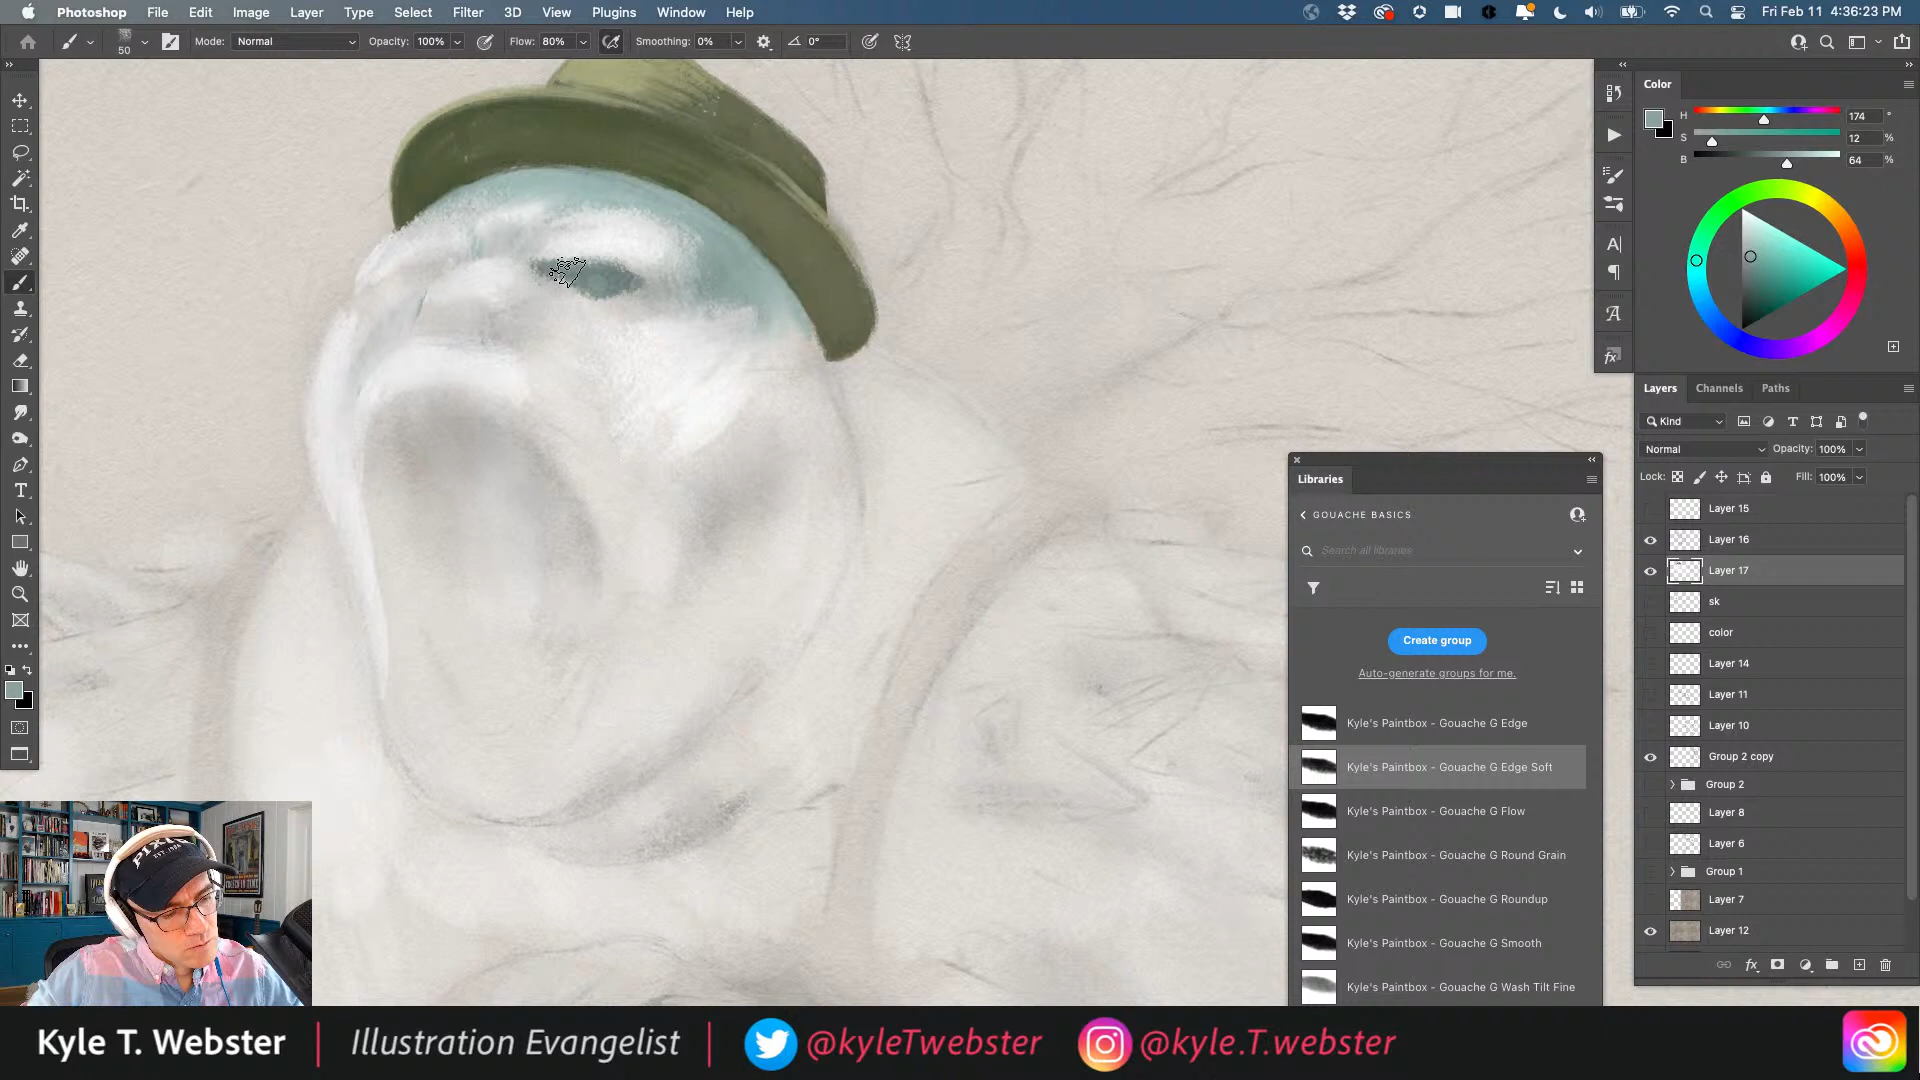 Photoshop File Edit Image Layer Type Select Filter 3D View Plugins Window Help
Fri Feb 11 4:36:23 PM
50 Mode: Normal Opacity: 100% Flow: 80% Smoothing: 0% 0°
Color
H 174 °
S 12 %
B 64 %
Layers Channels Paths
Kind
Normal Opacity: 100%
Lock: Fill: 100%
Layer 15
Layer 16
Layer 17
sk
color
Layer 14
Layer 11
Layer 10
Group 2 copy
Group 2
Layer 8
Layer 6
Group 1
Layer 7
Layer 12
Libraries
GOUACHE BASICS
Search all libraries
Create group
Auto-generate groups for me.
Kyle's Paintbox - Gouache G Edge
Kyle's Paintbox - Gouache G Edge Soft
Kyle's Paintbox - Gouache G Flow
Kyle's Paintbox - Gouache G Round Grain
Kyle's Paintbox - Gouache G Roundup
Kyle's Paintbox - Gouache G Smooth
Kyle's Paintbox - Gouache G Wash Tilt Fine
PIXI
Kyle T. Webster | Illustration Evangelist | @kyleTwebster @kyle.T.webster